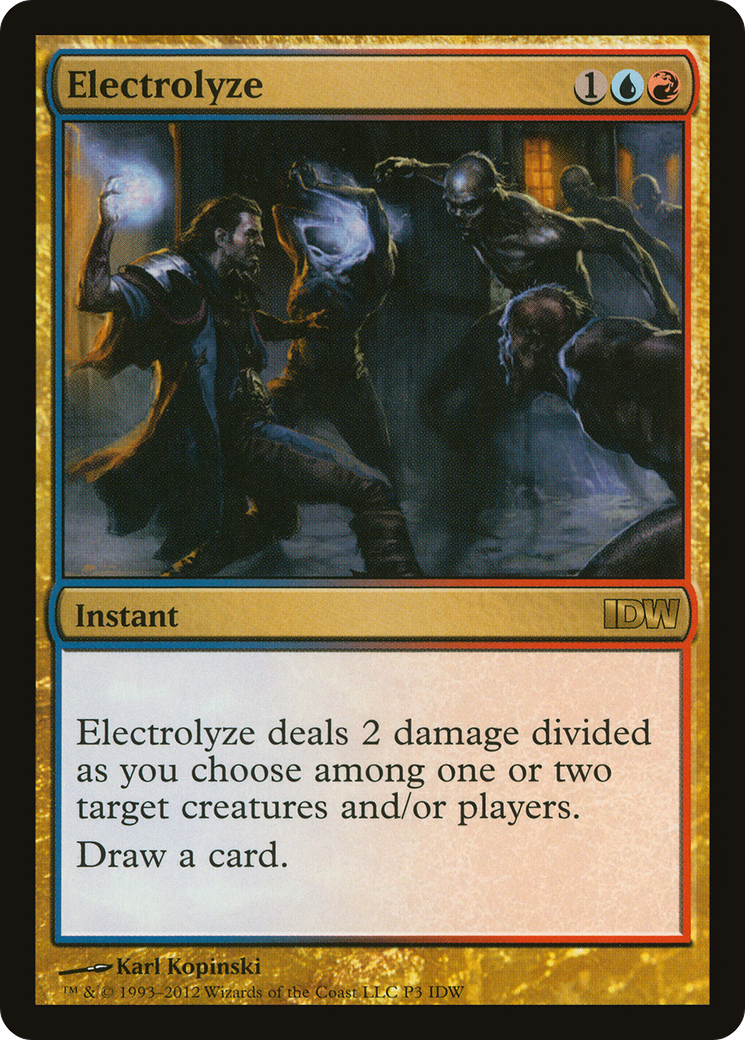 Electrolyze 1
Instant IDW
Electrolyze deals 2 damage divided
as you choose among one or two
target creatures and/or players.
Draw a card.
Karl Kopinski
™ & © 1993–2012 Wizards of the Coast LLC P3 IDW